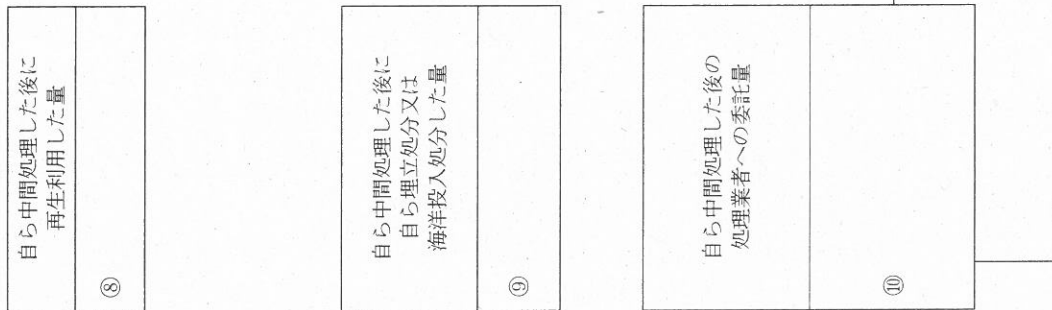 自ら中間処理した後に
再生利用した量
⑧
自ら中間処理した後に
自ら埋立処分又は
海洋投入処分した量
⑨
自ら中間処理した後の
処理業者への委託量
⑩